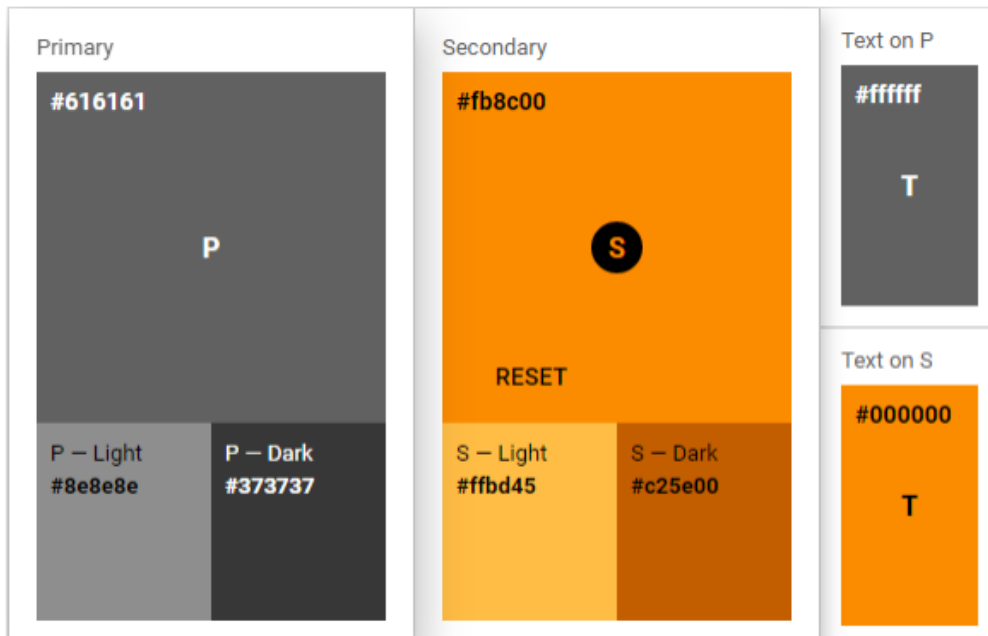 Primary
#616161
P
P — Light
#8e8e8e
P — Dark
#373737
Secondary
#fb8c00
S
RESET
S — Light
#ffbd45
S — Dark
#c25e00
Text on P
#ffffff
T
Text on S
#000000
T